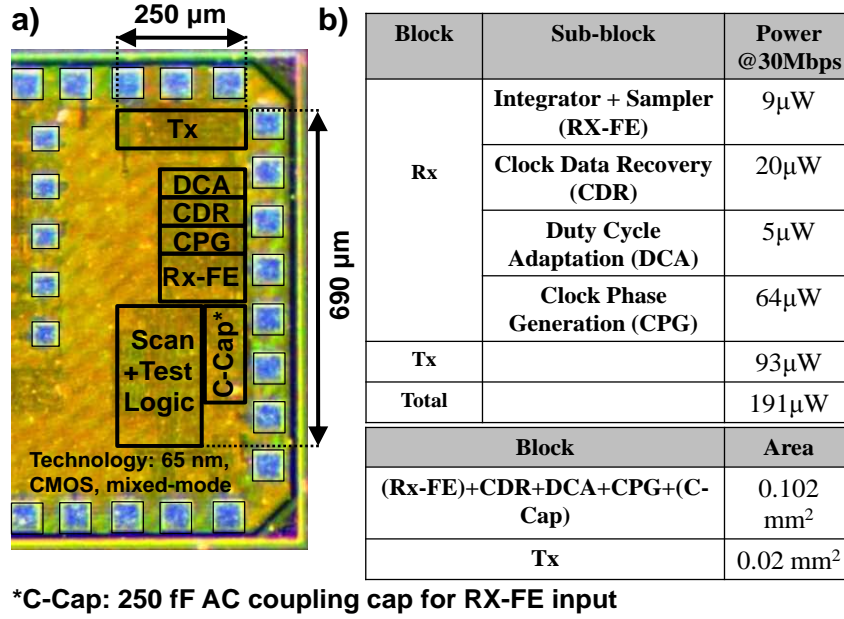 a)
250 µm
Tx
DCA
CDR
CPG
Rx-FE
690 µm
Scan
+Test
Logic
C-Cap*
Technology: 65 nm,
CMOS, mixed-mode
b)
Block Sub-block Power
@30Mbps
Rx
Integrator + Sampler
(RX-FE)
9µW
Clock Data Recovery
(CDR)
20µW
Duty Cycle
Adaptation (DCA)
5µW
Clock Phase
Generation (CPG)
64µW
Tx 93µW
Total 191µW
Block Area
(Rx-FE)+CDR+DCA+CPG+(C-
Cap)
0.102
mm²
Tx 0.02 mm²
*C-Cap: 250 fF AC coupling cap for RX-FE input